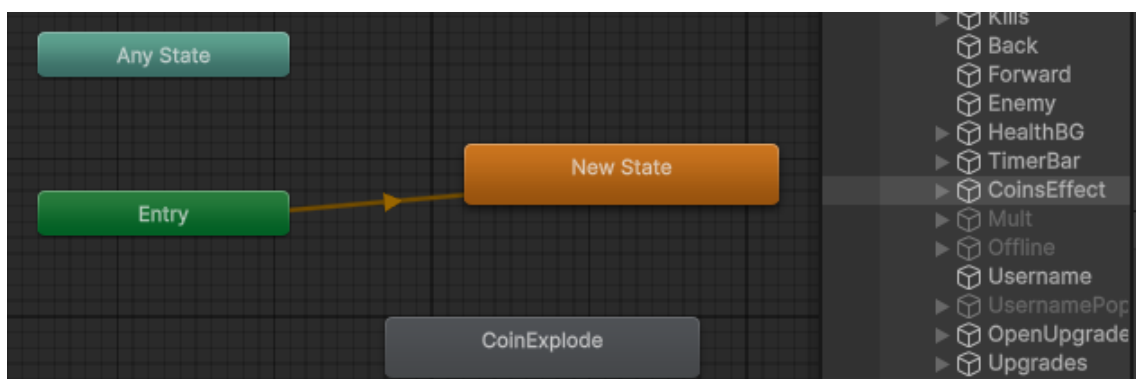 Any State
New State
Entry
CoinExplode
Kills
Back
Forward
Enemy
HealthBG
TimerBar
CoinsEffect
Mult
Offline
Username
UsernamePop
OpenUpgrade
Upgrades